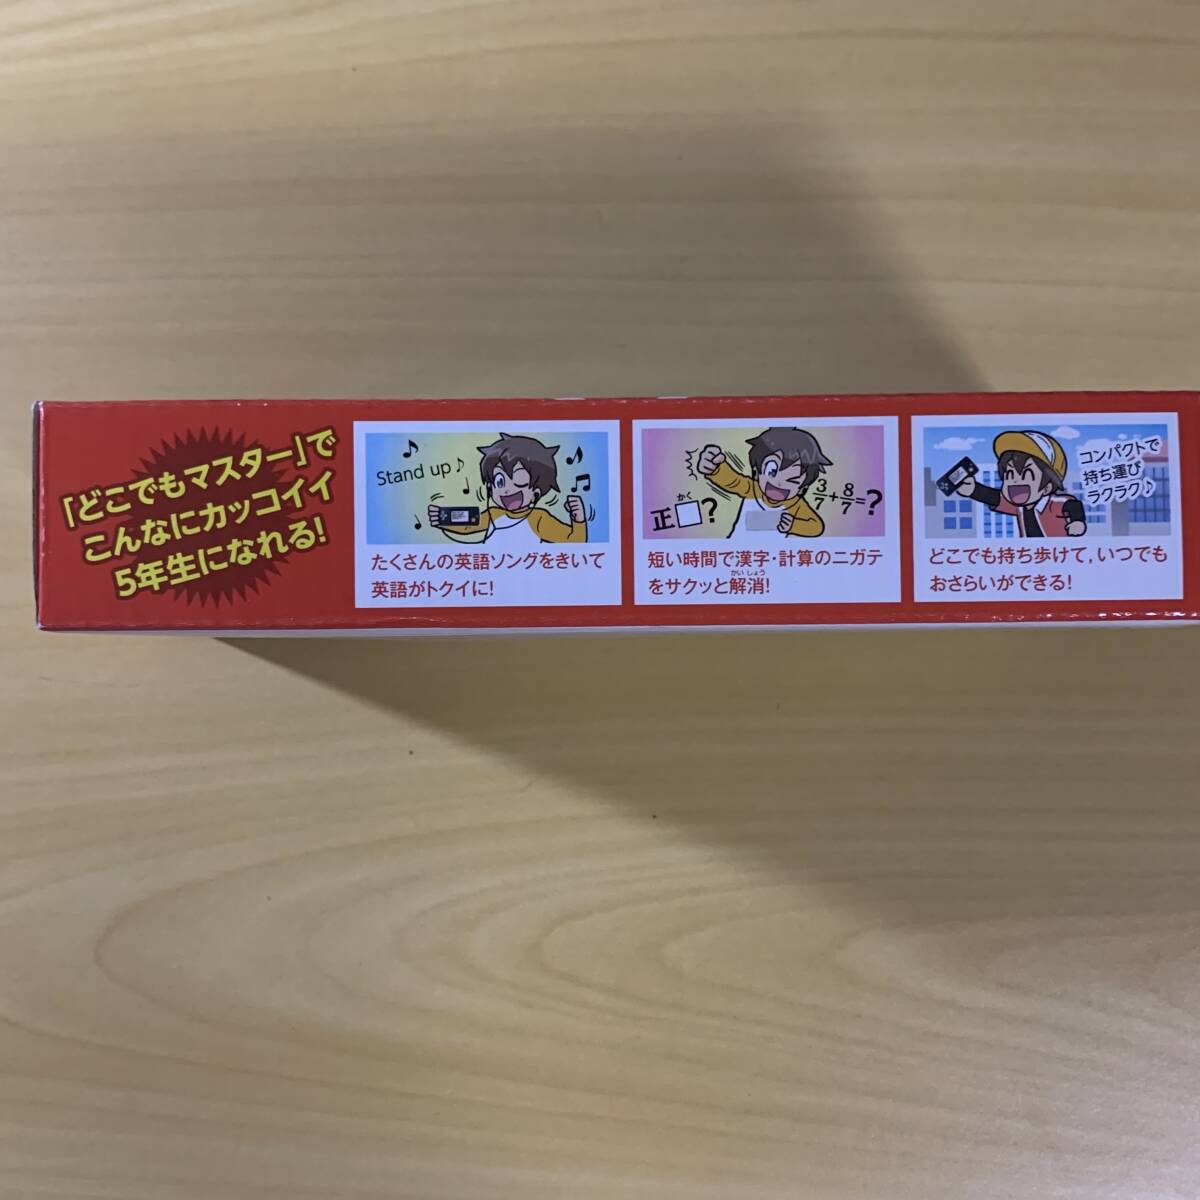 「どこでもマスター」で
こんなにカッコイイ
5年生になれる!
Stand up♪
たくさんの英語ソングをきいて
英語がトクイに!
かく
正□?
3/7+8/7=?
短い時間で漢字・計算のニガテ
かいしょう
をサクッと解消!
コンパクトで
持ち運び
ラクラク♪
どこでも持ち歩けて,いつでも
おさらいができる!